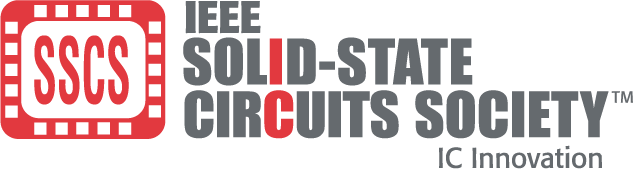 SSCS
IEEE
SOLID-STATE
CIRCUITS SOCIETY™
IC Innovation